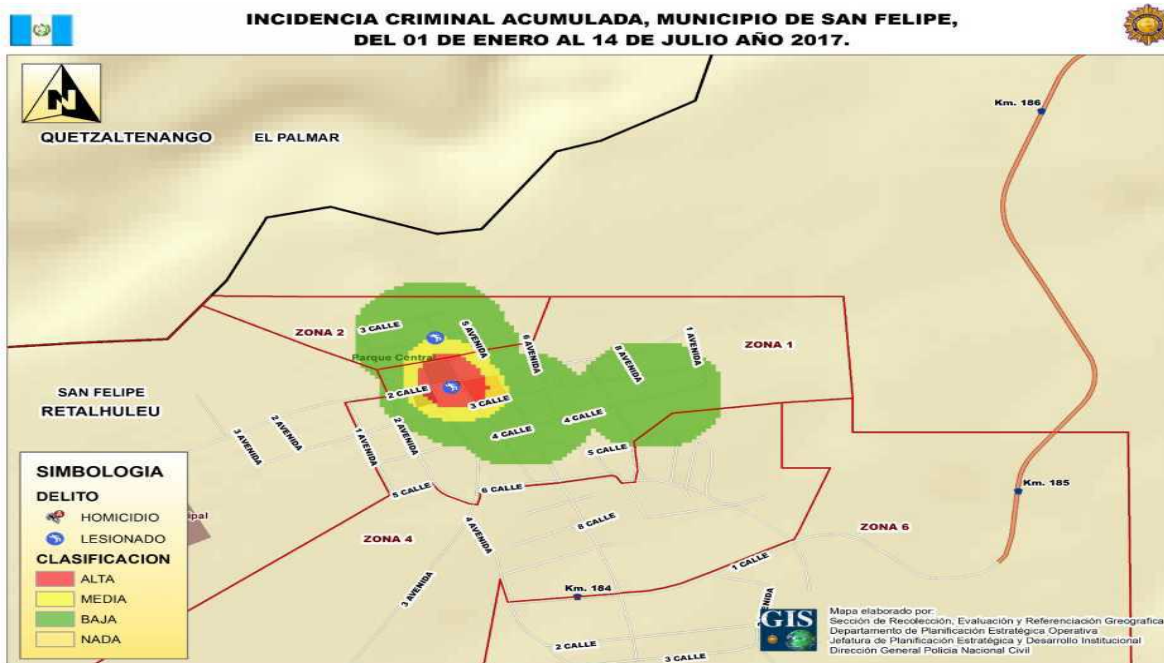 INCIDENCIA CRIMINAL ACUMULADA, MUNICIPIO DE SAN FELIPE,
DEL 01 DE ENERO AL 14 DE JULIO AÑO 2017.
N
Km. 186
QUETZALTENANGO
EL PALMAR
ZONA 2
3 CALLE
5 AVENIDA
6 AVENIDA
8 AVENIDA
1 AVENIDA
ZONA 1
Parque Central
SAN FELIPE
RETALHULEU
2 CALLE
3 CALLE
4 CALLE
4 CALLE
3 AVENIDA
2 AVENIDA
1 AVENIDA
2 AVENIDA
5 CALLE
5 CALLE
6 CALLE
Km. 185
8 CALLE
ZONA 4
4 AVENIDA
ZONA 6
3 AVENIDA
1 CALLE
Km. 184
2 CALLE
3 CALLE
SIMBOLOGIA
DELITO
HOMICIDIO
LESIONADO
CLASIFICACION
ALTA
MEDIA
BAJA
NADA
GIS
Mapa elaborado por:
Sección de Recolección, Evaluación y Referenciación Greografica
Departamento de Planificación Estratégica Operativa
Jefatura de Planificación Estratégica y Desarrollo Institucional
Dirección General Policía Nacional Civil